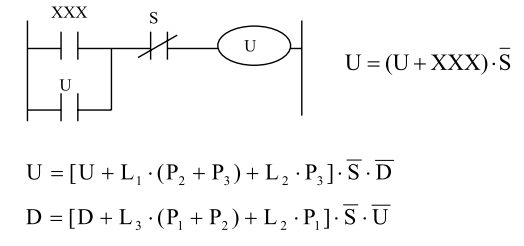 XXX
S
U
U
U = (U + XXX) · S̅
U = [U + L₁ · (P₂ + P₃) + L₂ · P₃] · S̅ · D̅
D = [D + L₃ · (P₁ + P₂) + L₂ · P₁] · S̅ · U̅